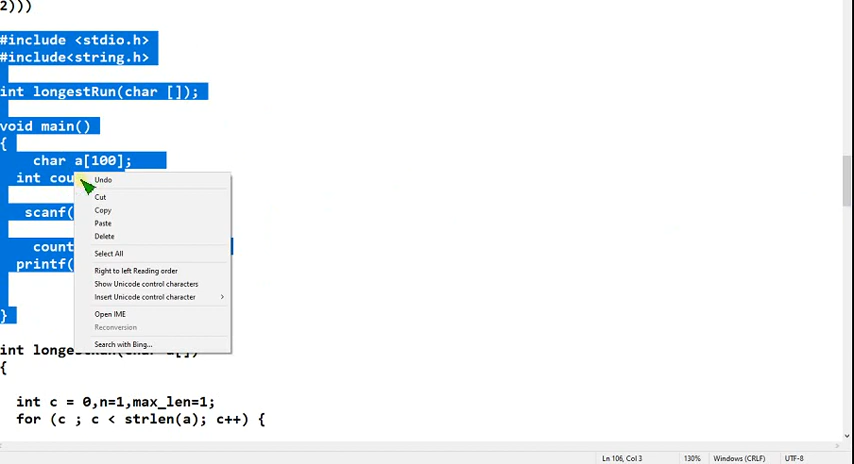 2)))
#include <stdio.h>
#include<string.h>
int longestRun(char []);
void main()
{
char a[100];
int cou
Undo
Cut
scanf(
Copy
Paste
Delete
count
Select All
printf(
Right to left Reading order
Show Unicode control characters
Insert Unicode control character >
}
Open IME
Reconversion
Search with Bing...
int longestRun(char a[])
{
int c = 0,n=1,max_len=1;
for (c ; c < strlen(a); c++) {
Ln 106, Col 3 130% Windows (CRLF) UTF-8